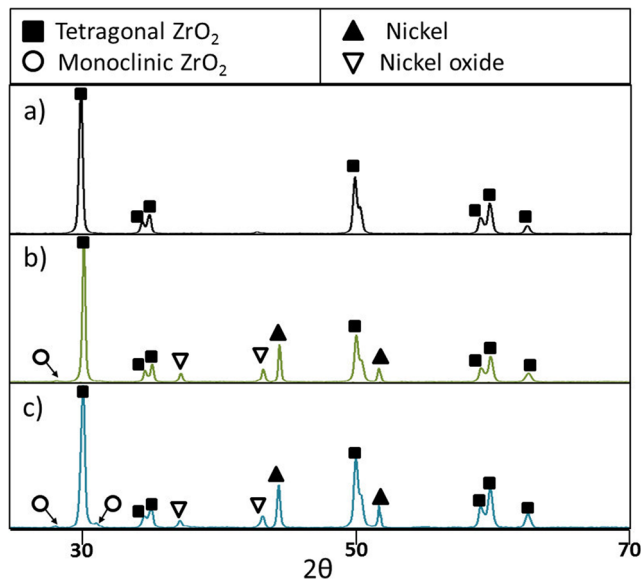 Tetragonal ZrO₂
Nickel
Monoclinic ZrO₂
Nickel oxide
a)
b)
c)
30
50
70
2θ